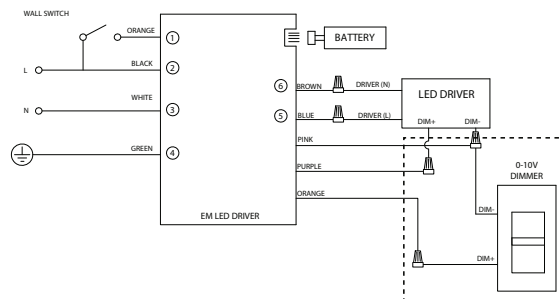 WALL SWITCH
ORANGE
1
BATTERY
L
BLACK
2
6
BROWN
DRIVER (N)
LED DRIVER
WHITE
N
3
5
BLUE
DRIVER (L)
DIM+
DIM-
PINK
GREEN
4
PURPLE
0-10V
DIMMER
ORANGE
DIM-
EM LED DRIVER
DIM+